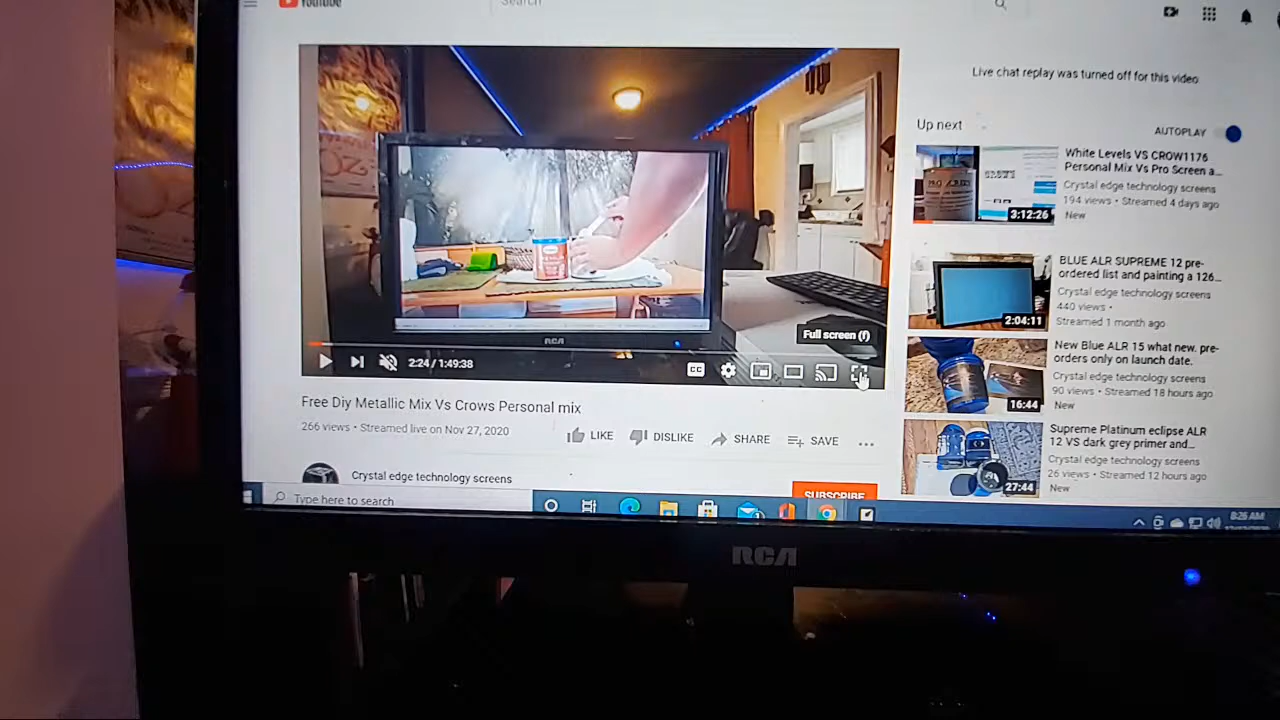 YouTube
Search
Live chat replay was turned off for this video
Up next
AUTOPLAY
White Levels VS CROW1176
Personal Mix Vs Pro Screen a...
Crystal edge technology screens
194 views • Streamed 4 days ago
New
3:12:26
BLUE ALR SUPREME 12 pre-
ordered list and painting a 126...
Crystal edge technology screens
440 views •
Streamed 1 month ago
2:04:11
New Blue ALR 15 what new. pre-
orders only on launch date.
Crystal edge technology screens
90 views • Streamed 18 hours ago
New
16:44
Supreme Platinum eclipse ALR
12 VS dark grey primer and...
Crystal edge technology screens
26 views • Streamed 12 hours ago
New
27:44
RCA
Full screen (f)
2:24 / 1:49:38
CC
Free Diy Metallic Mix Vs Crows Personal mix
266 views • Streamed live on Nov 27, 2020
LIKE
DISLIKE
SHARE
SAVE
Crystal edge technology screens
SUBSCRIBE
Type here to search
8:26 AM
RCA